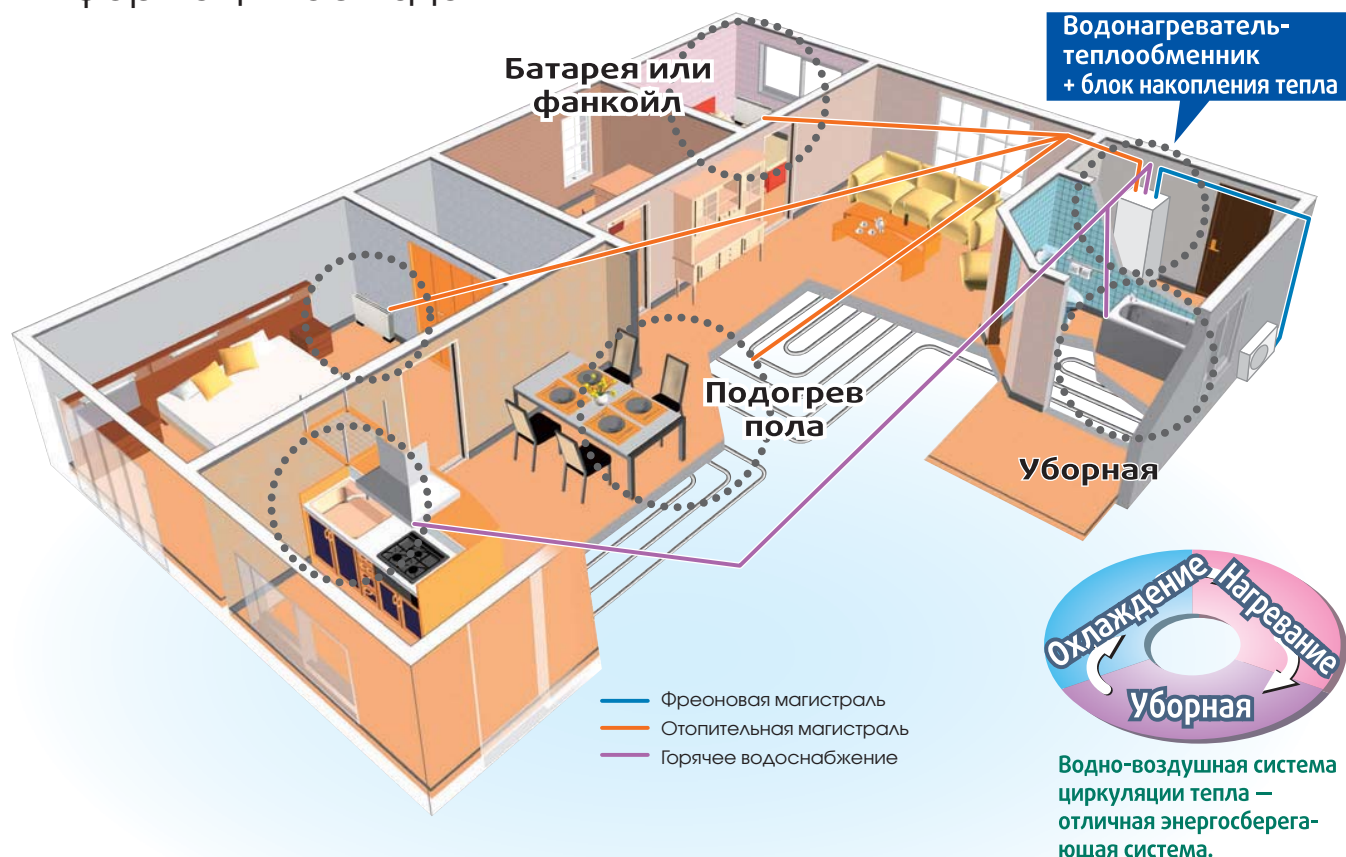 Водонагреватель-
теплообменник
+ блок накопления тепла
Батарея или
фанкойл
Подогрев
пола
Уборная
Охлаждение
Нагревание
Уборная
Фреоновая магистраль
Отопительная магистраль
Горячее водоснабжение
Водно-воздушная система
циркуляции тепла —
отличная энергосберега-
ющая система.